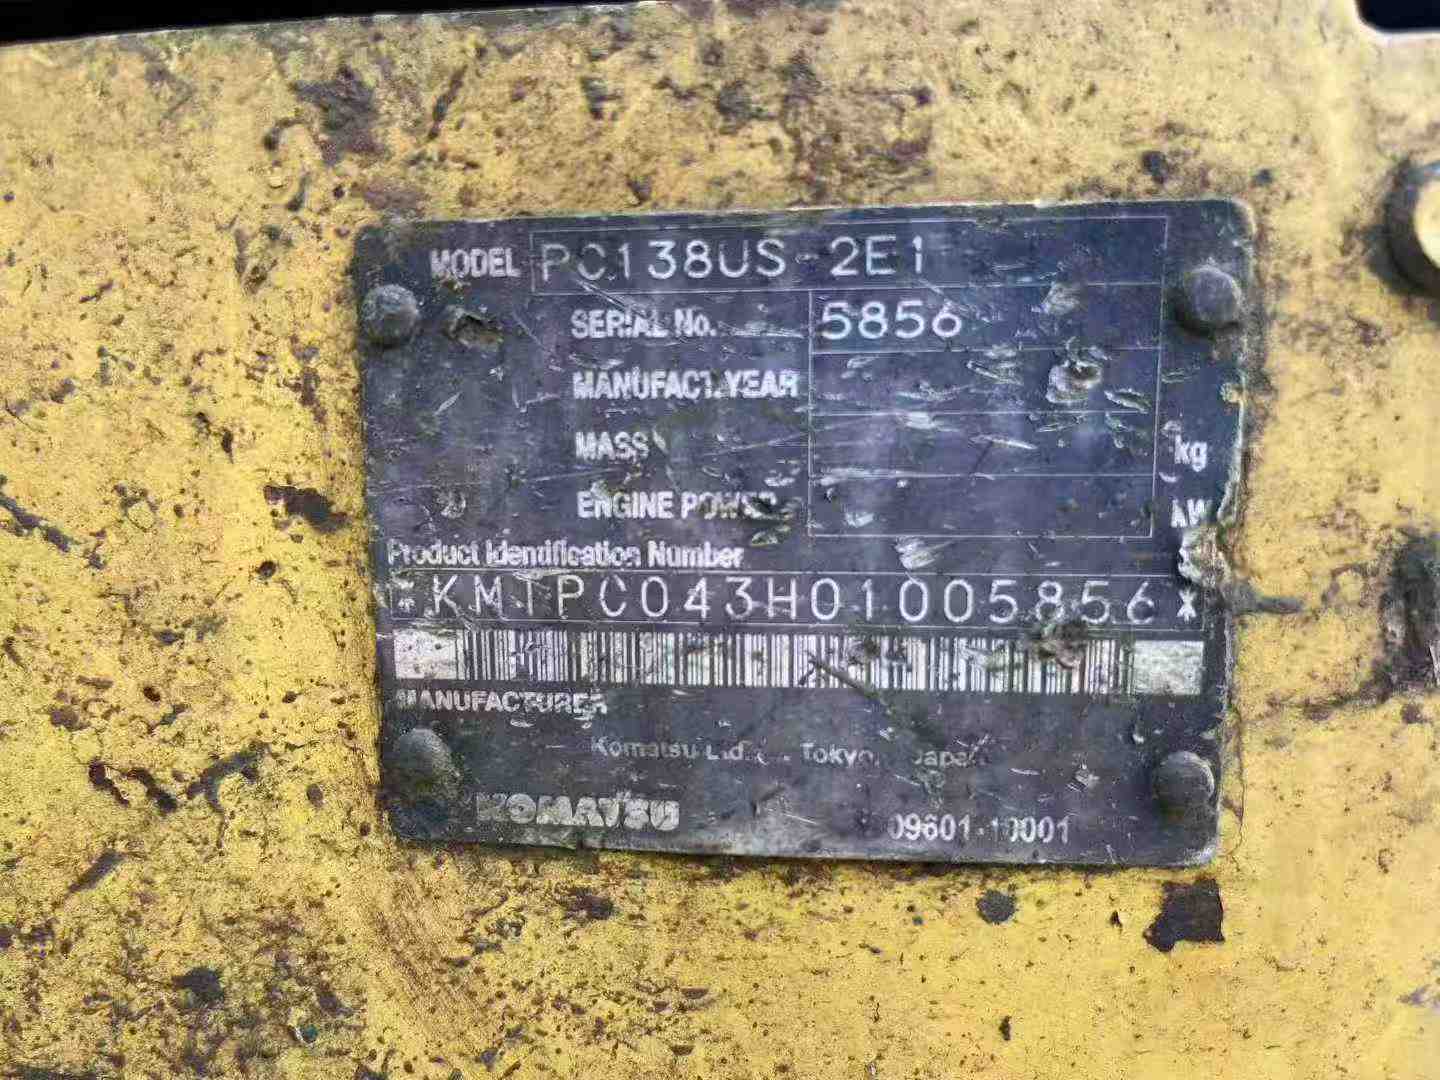 MODEL PC138US-2E1
SERIAL No. 5856
MANUFACT.YEAR
MASS kg
ENGINE POWER kW
Product Identification Number
*KMTPC043H01005856*
MANUFACTURER
Komatsu Ltd. Tokyo, Japan
KOMATSU 09601-10001